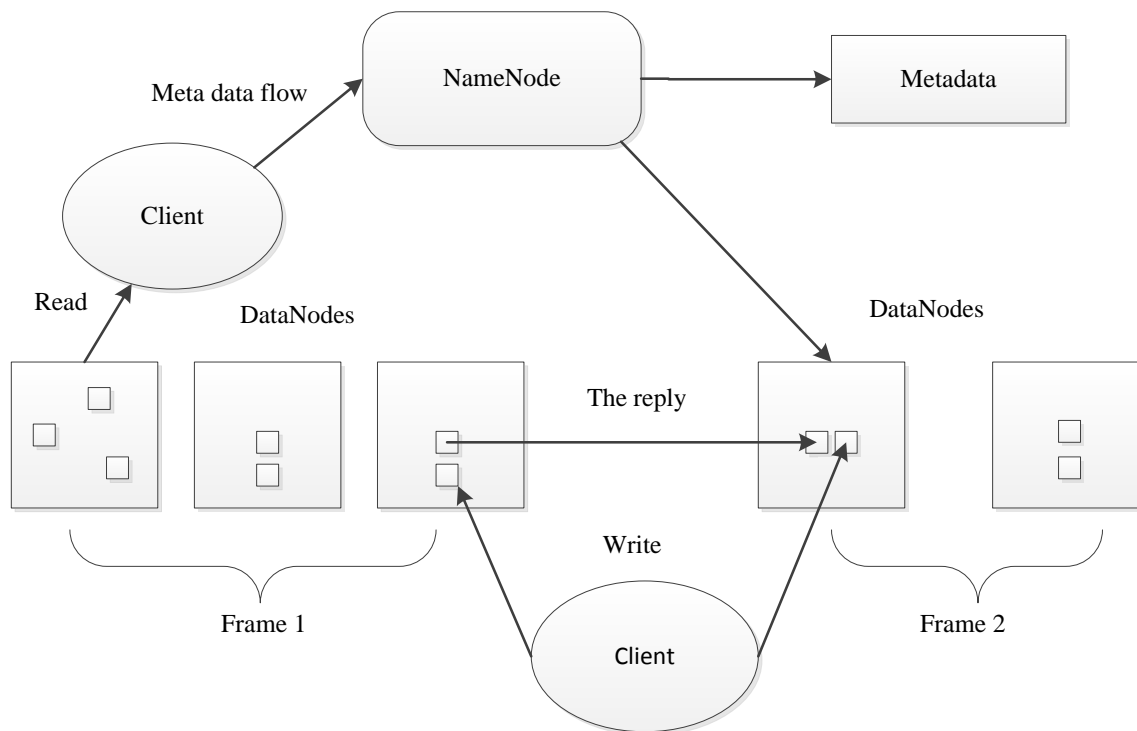 NameNode
Metadata
Meta data flow
Client
Read
DataNodes
DataNodes
The reply
Write
Frame 1
Frame 2
Client